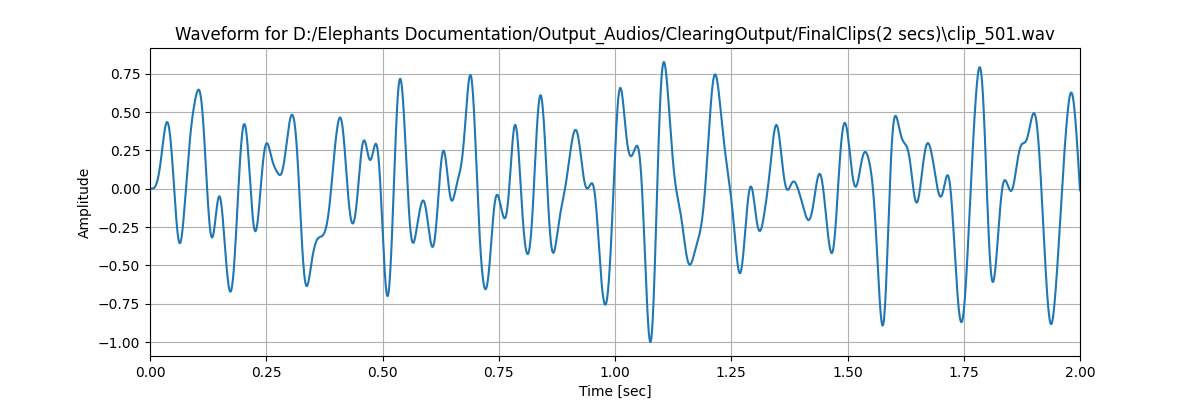 Waveform for D:/Elephants Documentation/Output_Audios/ClearingOutput/FinalClips(2 secs)\clip_501.wav
0.75
0.50
0.25
0.00
−0.25
−0.50
−0.75
−1.00
Amplitude
0.00 0.25 0.50 0.75 1.00 1.25 1.50 1.75 2.00
Time [sec]